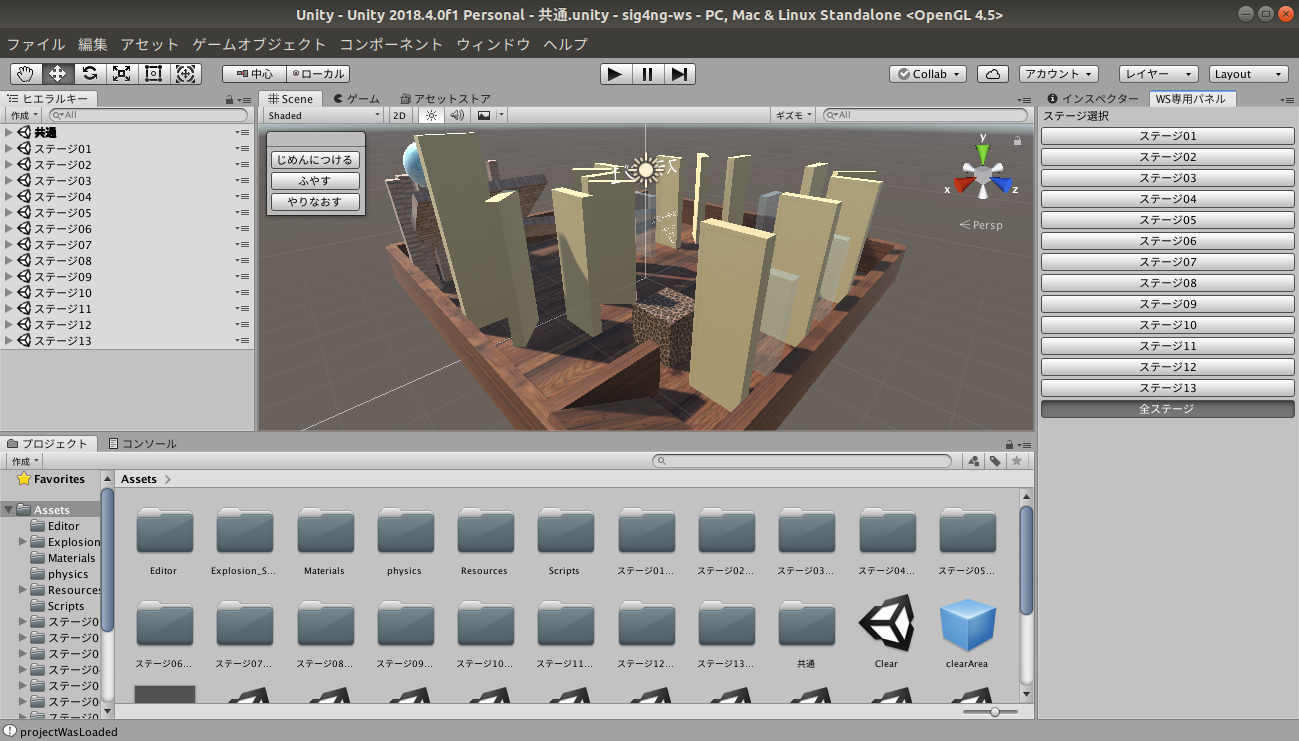 Unity - Unity 2018.4.0f1 Personal - 共通.unity - sig4ng-ws - PC, Mac & Linux Standalone <OpenGL 4.5>
ファイル 編集 アセット ゲームオブジェクト コンポーネント ウィンドウ ヘルプ
中心 ローカル Collab アカウント レイヤー Layout
ヒエラルキー
作成 All
共通
ステージ01
ステージ02
ステージ03
ステージ04
ステージ05
ステージ06
ステージ07
ステージ08
ステージ09
ステージ10
ステージ11
ステージ12
ステージ13
Scene ゲーム アセットストア
Shaded 2D ギズモ All
じめんにつける
ふやす
やりなおす
y
x z
Persp
インスペクター WS専用パネル
ステージ選択
ステージ01
ステージ02
ステージ03
ステージ04
ステージ05
ステージ06
ステージ07
ステージ08
ステージ09
ステージ10
ステージ11
ステージ12
ステージ13
全ステージ
プロジェクト コンソール
作成
Favorites
Assets
Editor
Explosion
Materials
physics
Resources
Scripts
ステージ0
ステージ0
ステージ0
ステージ0
ステージ0
ステージ0
ステージ0
Assets
Editor Explosion_S... Materials physics Resources Scripts ステージ01... ステージ02... ステージ03... ステージ04... ステージ05...
ステージ06... ステージ07... ステージ08... ステージ09... ステージ10... ステージ11... ステージ12... ステージ13... 共通 Clear clearArea
projectWasLoaded